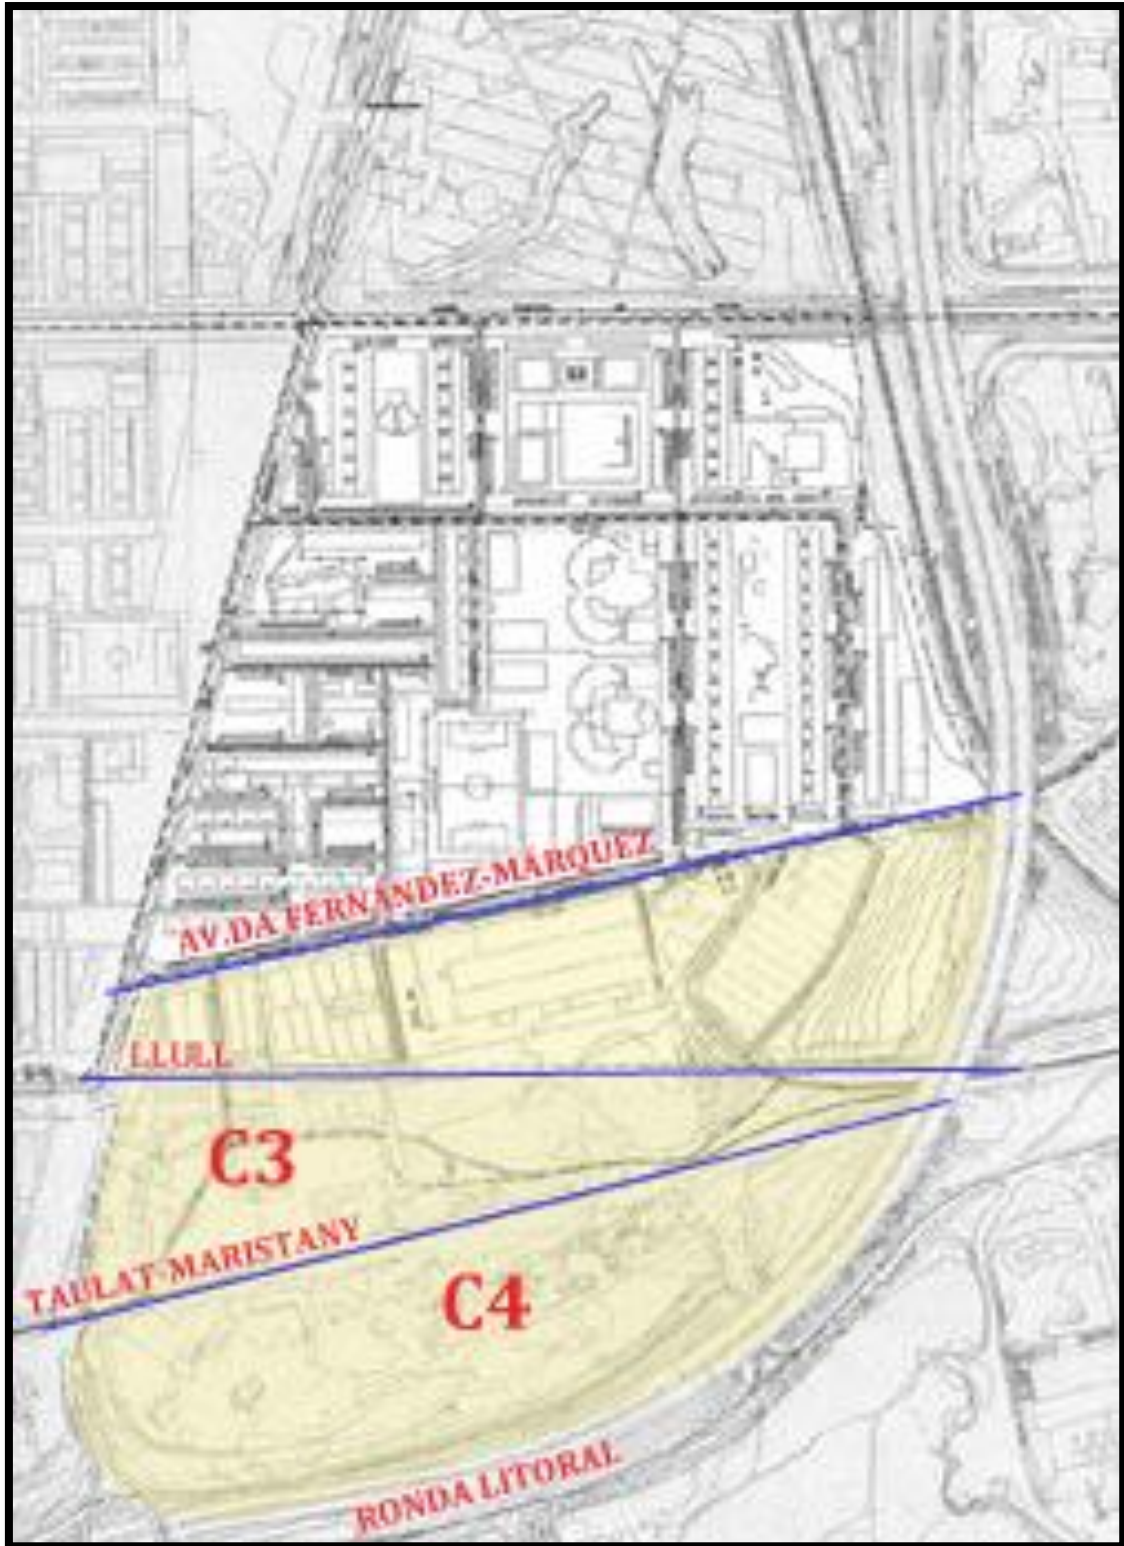 AV.DA FERNÁNDEZ-MÁRQUEZ
LLULL
C3
TAULAT-MARISTANY
C4
RONDA LITORAL